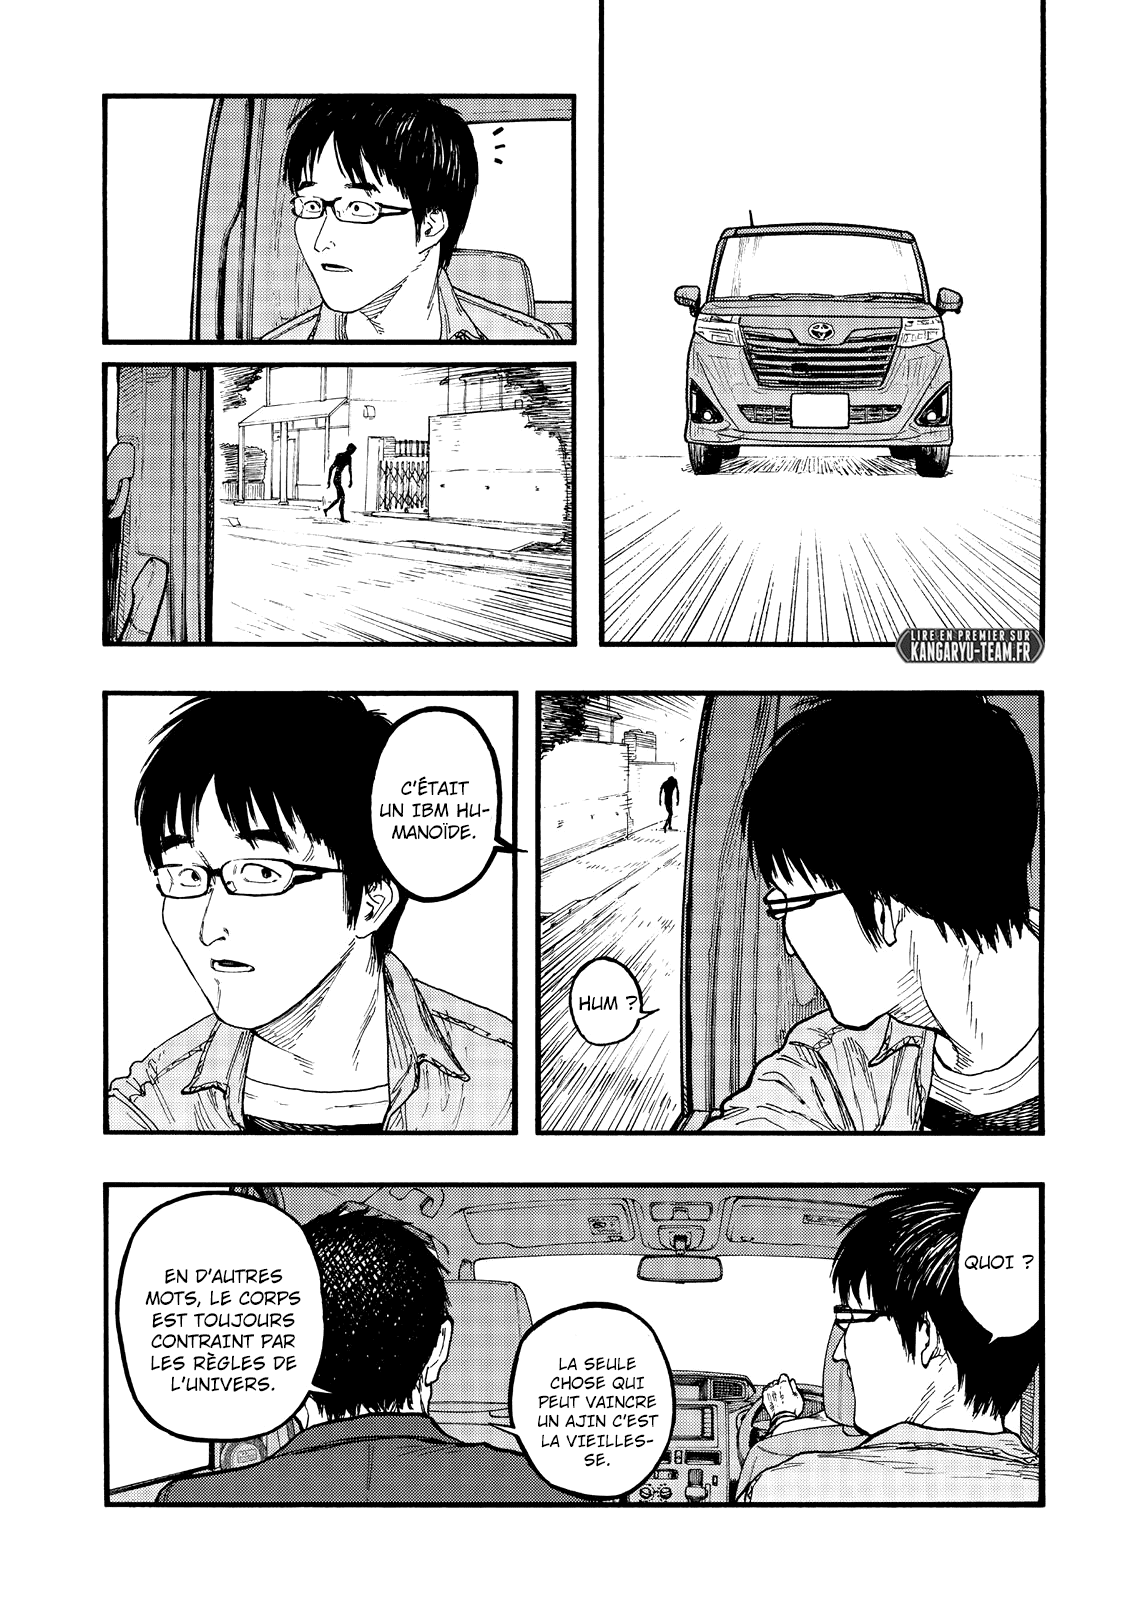 LIRE EN PREMIER SUR
KANGARYU-TEAM.FR
HUM ?
C'ÉTAIT
UN IBM HU-
MANOÏDE.
QUOI ?
LA SEULE
CHOSE QUI
PEUT VAINCRE
UN AJIN C'EST
LA VIEILLES-
SE.
EN D'AUTRES
MOTS, LE CORPS
EST TOUJOURS
CONTRAINT PAR
LES RÈGLES DE
L'UNIVERS.